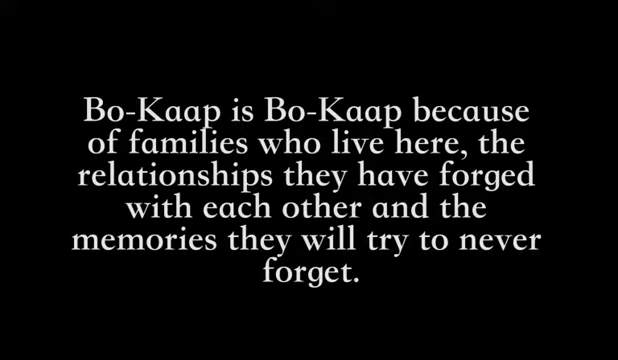 Bo-Kaap is Bo-Kaap because
of families who live here, the
relationships they have forged
with each other and the
memories they will try to never
forget.